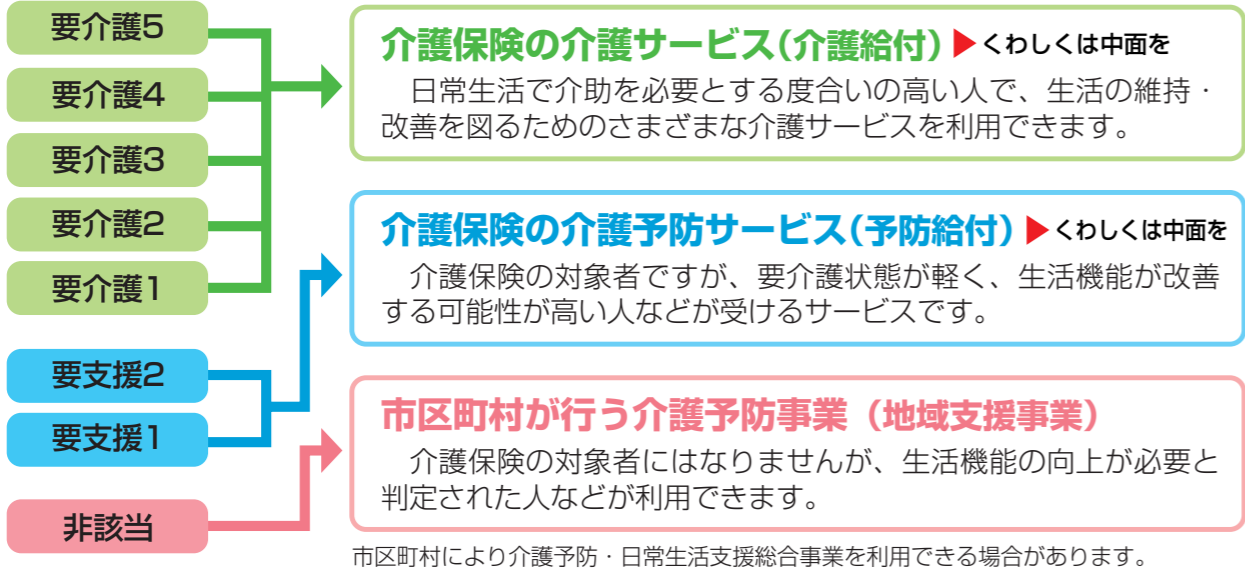 要介護5
要介護4
要介護3
要介護2
要介護1
介護保険の介護サービス(介護給付)▶くわしくは中面を
日常生活で介助を必要とする度合いの高い人で、生活の維持・
改善を図るためのさまざまな介護サービスを利用できます。
要支援2
要支援1
介護保険の介護予防サービス(予防給付)▶くわしくは中面を
介護保険の対象者ですが、要介護状態が軽く、生活機能が改善
する可能性が高い人などが受けるサービスです。
非該当
市区町村が行う介護予防事業(地域支援事業)
介護保険の対象者にはなりませんが、生活機能の向上が必要と
判定された人などが利用できます。
市区町村により介護予防・日常生活支援総合事業を利用できる場合があります。